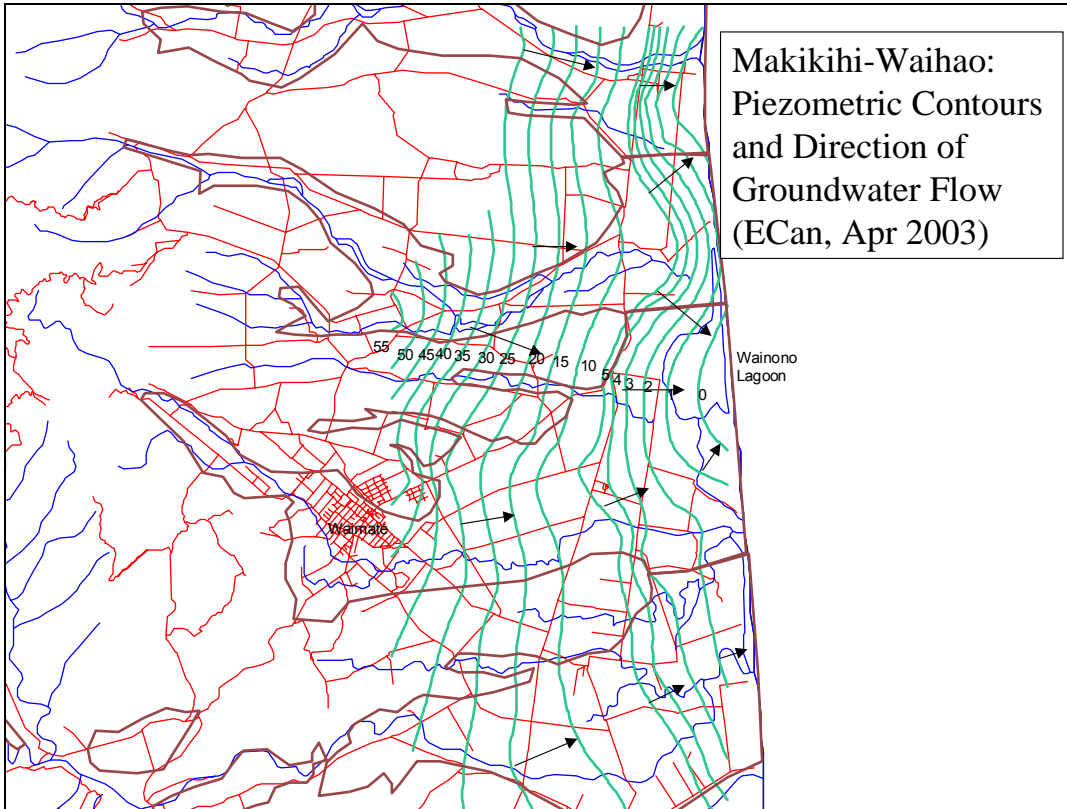 Makikihi-Waihao:
Piezometric Contours
and Direction of
Groundwater Flow
(ECan, Apr 2003)
55 50 45 40 35 30 25 20 15 10 5 4 3 2 1 0
Wainono
Lagoon
Waimate